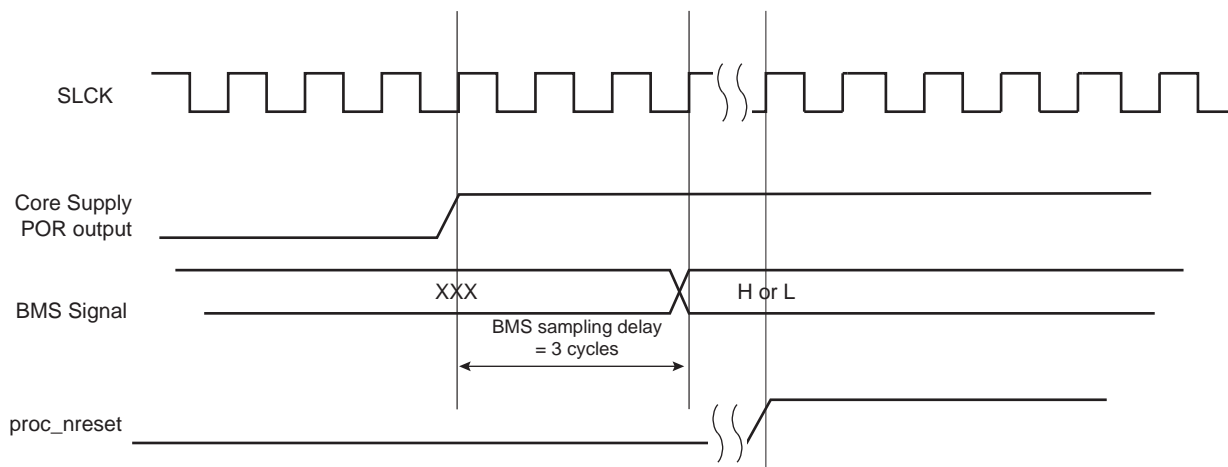 SLCK
Core Supply
POR output
XXX
H or L
BMS Signal
BMS sampling delay
= 3 cycles
proc_nreset